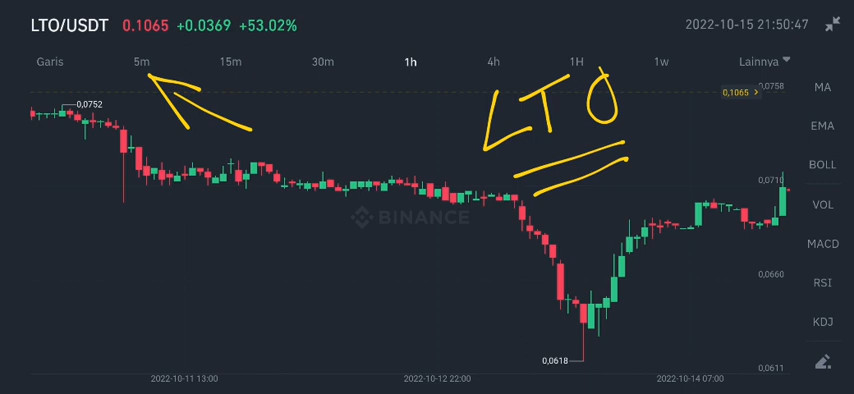 LTO/USDT 0.1065 +0.0369 +53.02% 2022-10-15 21:50:47
Garis 5m 15m 30m 1h 4h 1H 1w Lainnya
LTO
0,0752
0,1065
0,0758
MA
EMA
BOLL
0,0710
VOL
BINANCE
MACD
0,0660
RSI
KDJ
0,0618
0,0611
2022-10-11 13:00 2022-10-12 22:00 2022-10-14 07:00